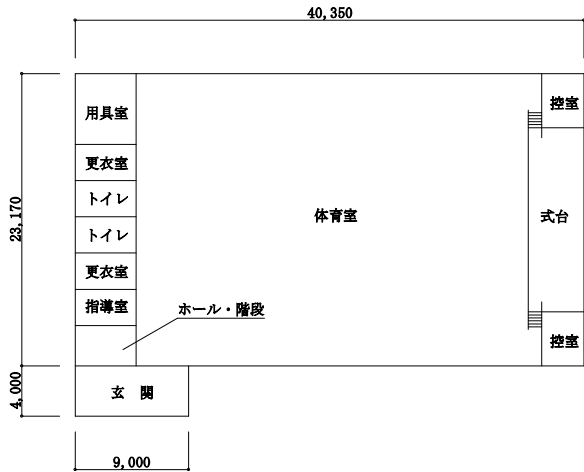 40,350
控室
用具室
更衣室
トイレ
体育室
式台
23,170
トイレ
更衣室
指導室
ホール・階段
控室
4,000
玄 関
9,000